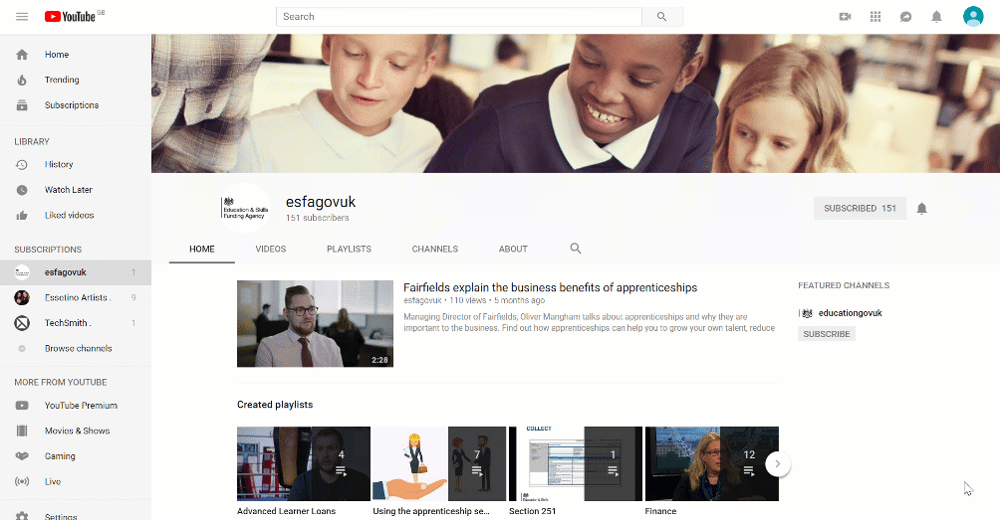 YouTube GB
Search
Home
Trending
Subscriptions
LIBRARY
History
Watch Later
Liked videos
SUBSCRIPTIONS
esfagovuk 1
Essetino Artists . 9
TechSmith . 1
Browse channels
MORE FROM YOUTUBE
YouTube Premium
Movies & Shows
Gaming
Live
Settings
Education & Skills
Funding Agency
esfagovuk
151 subscribers
SUBSCRIBED 151
HOME VIDEOS PLAYLISTS CHANNELS ABOUT
2:28
Fairfields explain the business benefits of apprenticeships
esfagovuk • 110 views • 5 months ago
Managing Director of Fairfields, Oliver Mangham talks about apprenticeships and why they are
important to the business. Find out how apprenticeships can help you to grow your own talent, reduce
FEATURED CHANNELS
educationgovuk
SUBSCRIBE
Created playlists
4
7
COLLECT
1
Education & Skills
12
Advanced Learner Loans
Using the apprenticeship se...
Section 251
Finance